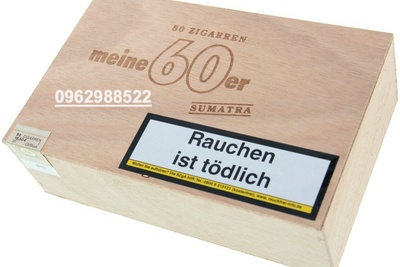 50 ZIGARREN
meine 60er
0962988522
SUMATRA
Rauchen
ist tödlich